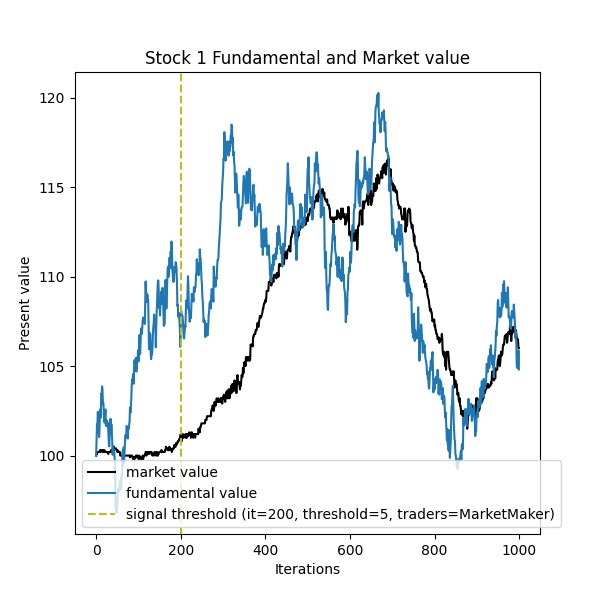 Stock 1 Fundamental and Market value
Present value
120
115
110
105
100
market value
fundamental value
signal threshold (it=200, threshold=5, traders=MarketMaker)
0 200 400 600 800 1000
Iterations